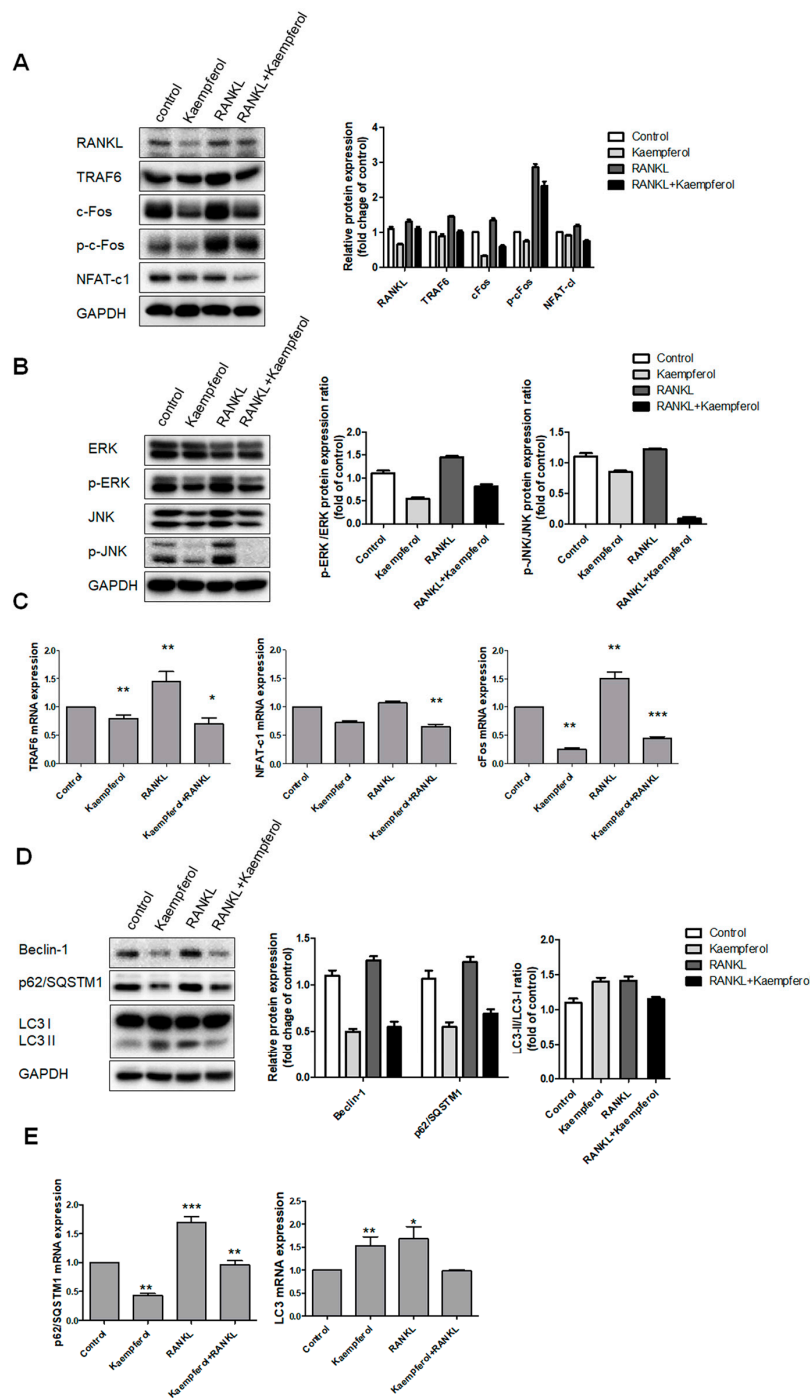 A
control
Kaempferol
RANKL
RANKL+Kaempferol
RANKL
TRAF6
c-Fos
p-c-Fos
NFAT-c1
GAPDH
Relative protein expression
(fold chage of control)
4
3
2
1
0
RANKL
TRAF6
cFos
p-cFos
NFAT-cl
Control
Kaempferol
RANKL
RANKL+Kaempferol
B
control
Kaempferol
RANKL
RANKL+Kaempferol
ERK
p-ERK
JNK
p-JNK
GAPDH
p-ERK /ERK protein expression ratio
(fold of control)
2.0
1.5
1.0
0.5
0.0
Control
Kaempferol
RANKL
RANKL+Kaempferol
p-JNK/JNK protein expression ratio
(fold of control)
1.5
1.0
0.5
0.0
Control
Kaempferol
RANKL
RANKL+Kaempferol
Control
Kaempferol
RANKL
RANKL+Kaempferol
C
TRAF6 mRNA expression
2.0
1.5
1.0
0.5
0.0
**
**
*
Control
Kaempferol
RANKL
Kaempferol+RANKL
NFAT-c1 mRNA expression
2.0
1.5
1.0
0.5
0.0
**
Control
Kaempferol
RANKL
Kaempferol+RANKL
cFos mRNA expression
2.0
1.5
1.0
0.5
0.0
**
**
***
Control
Kaempferol
RANKL
Kaempferol+RANKL
D
control
Kaempferol
RANKL
RANKL+Kaempferol
Beclin-1
p62/SQSTM1
LC3 I
LC3 II
GAPDH
Relative protein expression
(fold chage of control)
1.5
1.0
0.5
0.0
Beclin-1
p62/SQSTM1
LC3-II/LC3-I ratio
(fold of control)
2.0
1.5
1.0
0.5
0.0
Control
Kaempferol
RANKL
RANKL+Kaempferol
Control
Kaempferol
RANKL
RANKL+Kaempfero
E
p62/SQSTM1 mRNA expression
2.0
1.5
1.0
0.5
0.0
**
***
**
Control
Kaempferol
RANKL
Kaempferol+RANKL
LC3 mRNA expression
2.5
2.0
1.5
1.0
0.5
0.0
**
*
Control
Kaempferol
RANKL
Kaempferol+RANKL